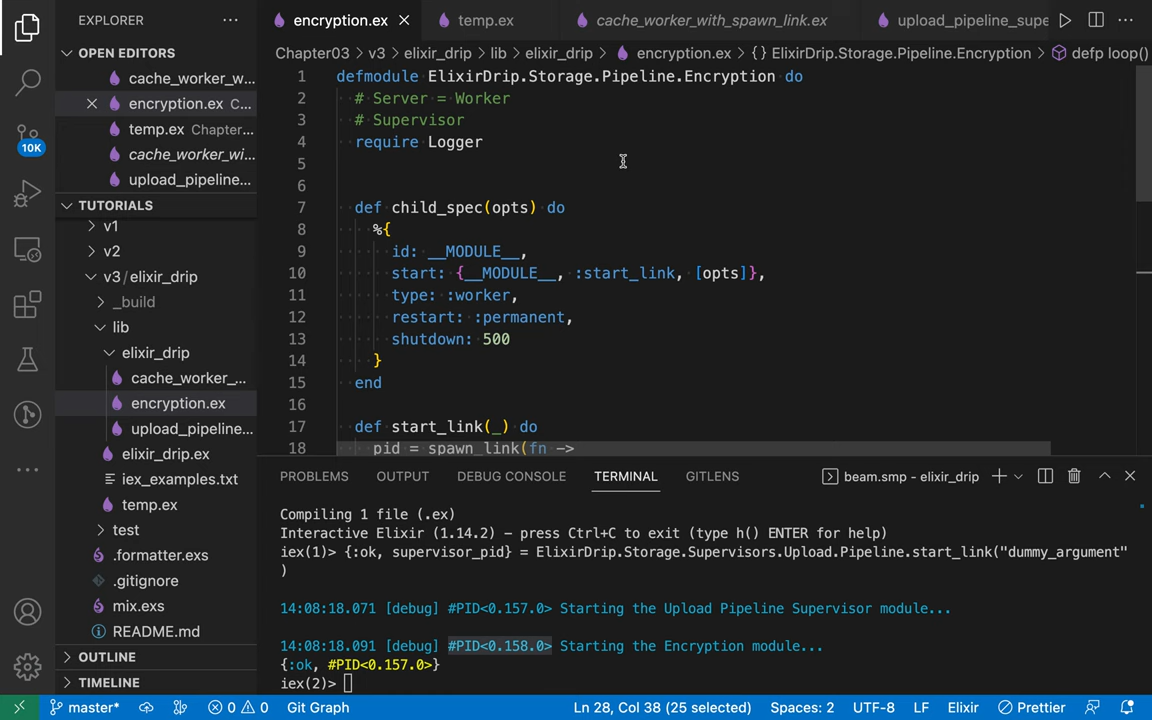 EXPLORER
OPEN EDITORS
cache_worker_w...
encryption.ex C...
temp.ex Chapter...
cache_worker_wi...
upload_pipeline...
TUTORIALS
v1
v2
v3 / elixir_drip
_build
lib
elixir_drip
cache_worker_...
encryption.ex
upload_pipeline...
elixir_drip.ex
iex_examples.txt
temp.ex
test
.formatter.exs
.gitignore
mix.exs
README.md
OUTLINE
TIMELINE
10K
encryption.ex
temp.ex
cache_worker_with_spawn_link.ex
upload_pipeline_supe
Chapter03 > v3 > elixir_drip > lib > elixir_drip > encryption.ex > {} ElixirDrip.Storage.Pipeline.Encryption > defp loop()
1 defmodule ElixirDrip.Storage.Pipeline.Encryption do
2 # Server = Worker
3 # Supervisor
4 require Logger
5
6
7 def child_spec(opts) do
8 %{
9 id: __MODULE__,
10 start: {__MODULE__, :start_link, [opts]},
11 type: :worker,
12 restart: :permanent,
13 shutdown: 500
14 }
15 end
16
17 def start_link(_) do
18 pid = spawn_link(fn ->
PROBLEMS OUTPUT DEBUG CONSOLE TERMINAL GITLENS
beam.smp - elixir_drip
Compiling 1 file (.ex)
Interactive Elixir (1.14.2) - press Ctrl+C to exit (type h() ENTER for help)
iex(1)> {:ok, supervisor_pid} = ElixirDrip.Storage.Supervisors.Upload.Pipeline.start_link("dummy_argument"
)
14:08:18.071 [debug] #PID<0.157.0> Starting the Upload Pipeline Supervisor module...
14:08:18.091 [debug] #PID<0.158.0> Starting the Encryption module...
{:ok, #PID<0.157.0>}
iex(2)>
master* 0 0 Git Graph Ln 28, Col 38 (25 selected) Spaces: 2 UTF-8 LF Elixir Prettier